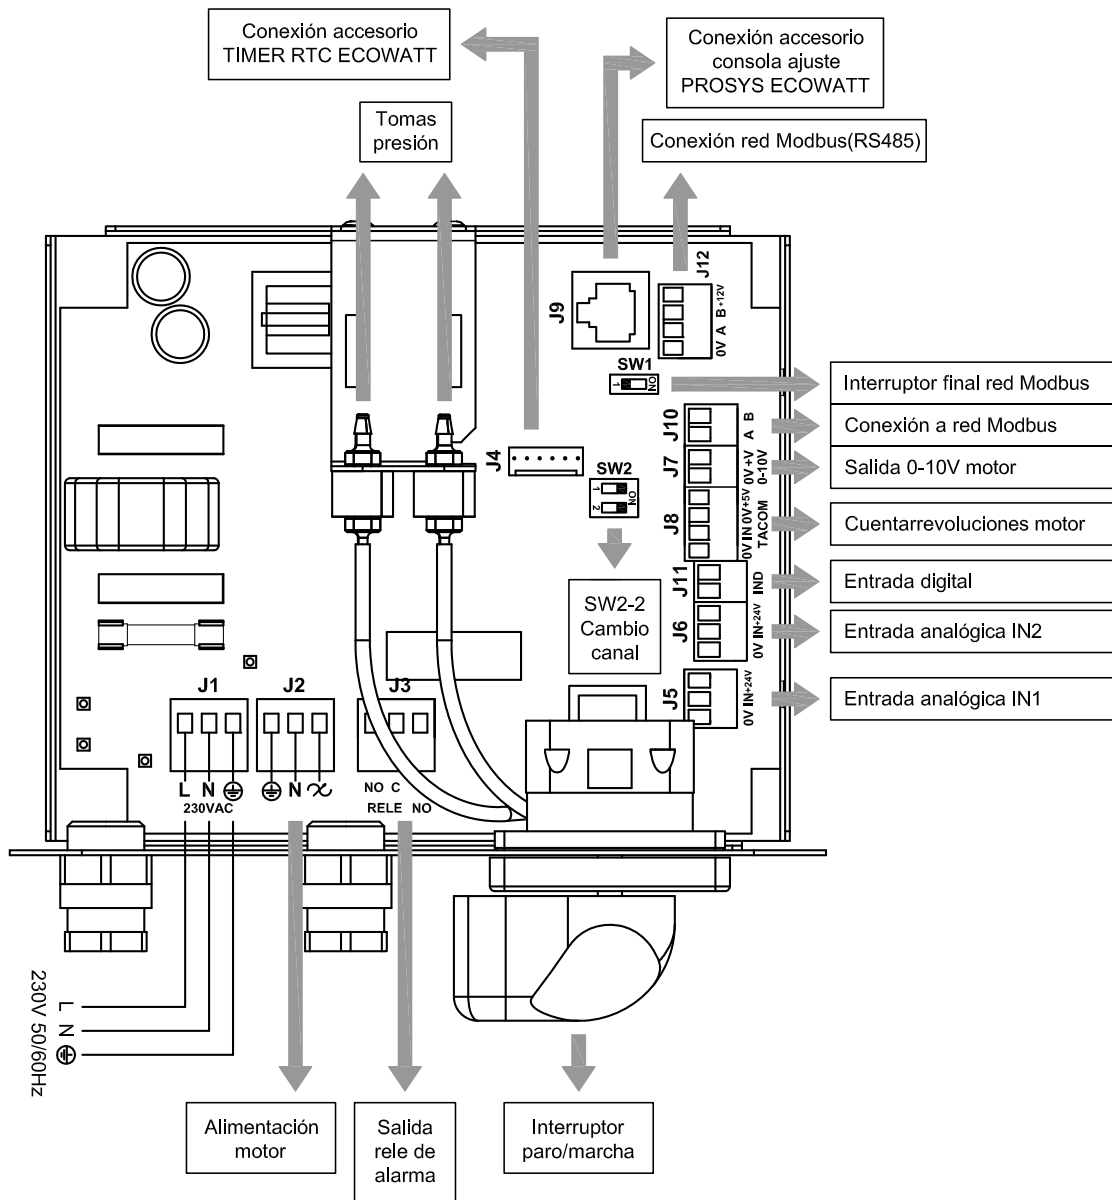 Conexión accesorio
TIMER RTC ECOWATT
Conexión accesorio
consola ajuste
PROSYS ECOWATT
Tomas
presión
Conexión red Modbus(RS485)
J12
0V A B+12V
J9
SW1
1 ON
Interruptor final red Modbus
J10
A B
Conexión a red Modbus
J4
J7
0V+V
0-10V
Salida 0-10V motor
SW2
1 2 ON
J8
0V IN 0V+5V
TACOM
Cuentarrevoluciones motor
J11
IND
Entrada digital
SW2-2
Cambio
canal
J6
0V IN+24V
Entrada analógica IN2
J5
0V IN+24V
Entrada analógica IN1
J1
J2
J3
L N
230VAC
N
NO C
RELE NO
230V 50/60Hz
L
N
Alimentación
motor
Salida
rele de
alarma
Interruptor
paro/marcha